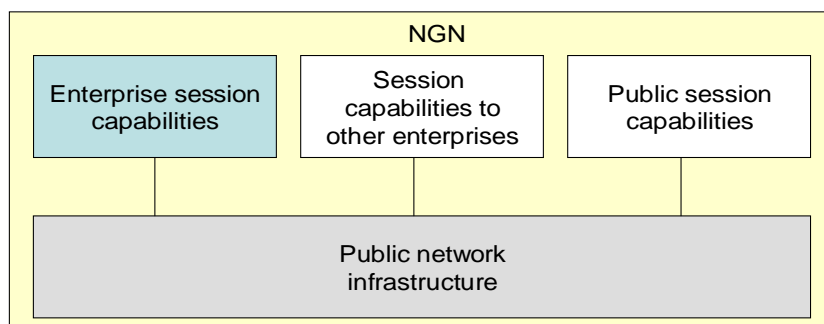 NGN
Enterprise session
capabilities
Session
capabilities to
other enterprises
Public session
capabilities
Public network
infrastructure